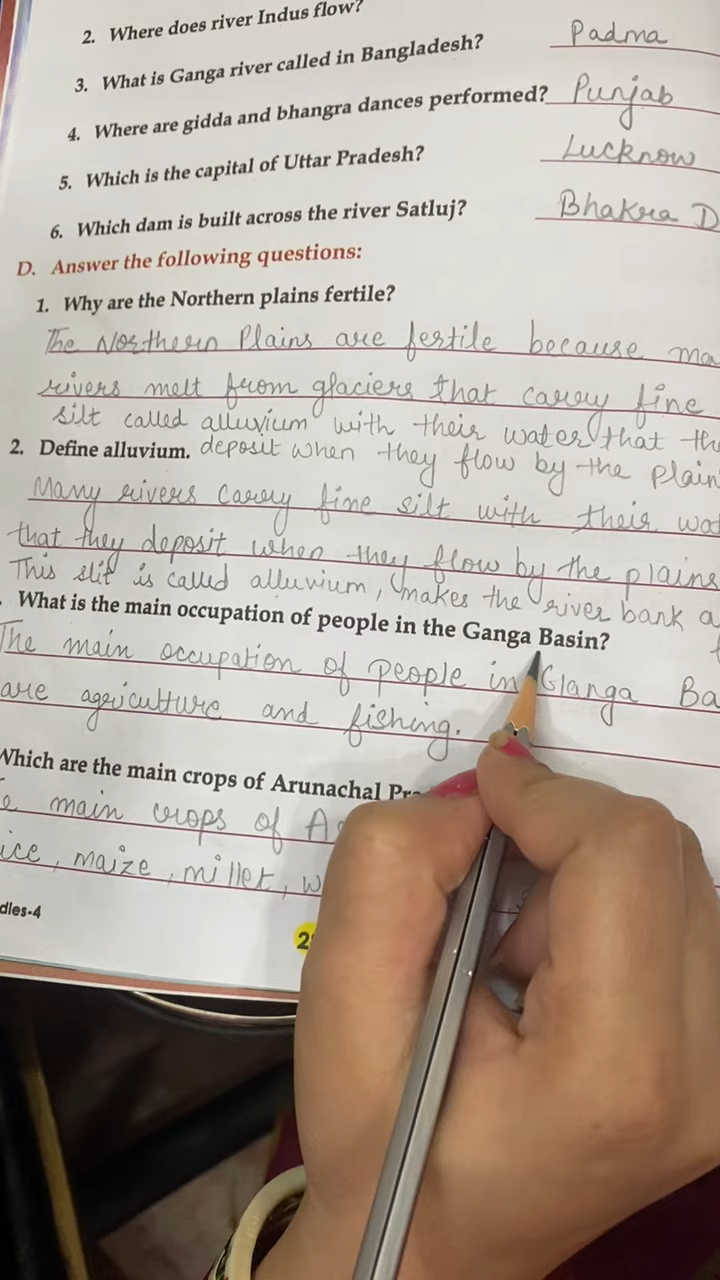 2. Where does river Indus flow?
3. What is Ganga river called in Bangladesh? Padma
4. Where are gidda and bhangra dances performed? Punjab
5. Which is the capital of Uttar Pradesh? Lucknow
6. Which dam is built across the river Satluj? Bhakra D
D. Answer the following questions:
1. Why are the Northern plains fertile?
The Northern Plains are fertile because ma
rivers melt from glaciers that carry fine
silt called alluvium with their water that the
deposit when they flow by the plain
2. Define alluvium.
Many rivers carry fine silt with their wat
that they deposit when they flow by the plains
This slit is called alluvium, makes the river bank a
What is the main occupation of people in the Ganga Basin?
The main occupation of people in Ganga Ba
are agriculture and fishing.
Which are the main crops of Arunachal Pr
e main crops of A
ice, maize, millet, w
dies-4
2